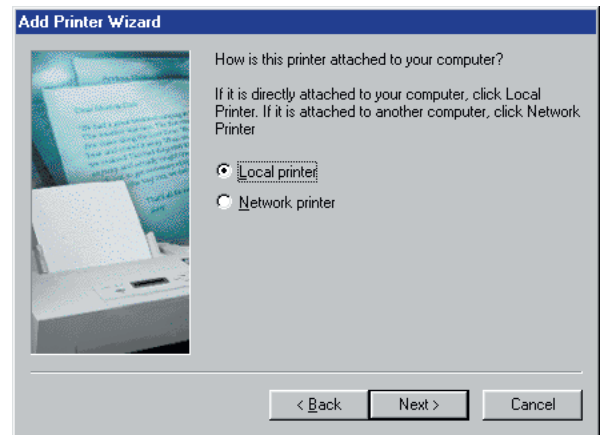 Add Printer Wizard
How is this printer attached to your computer?
If it is directly attached to your computer, click Local
Printer. If it is attached to another computer, click Network
Printer
Local printer
Network printer
< Back
Next >
Cancel